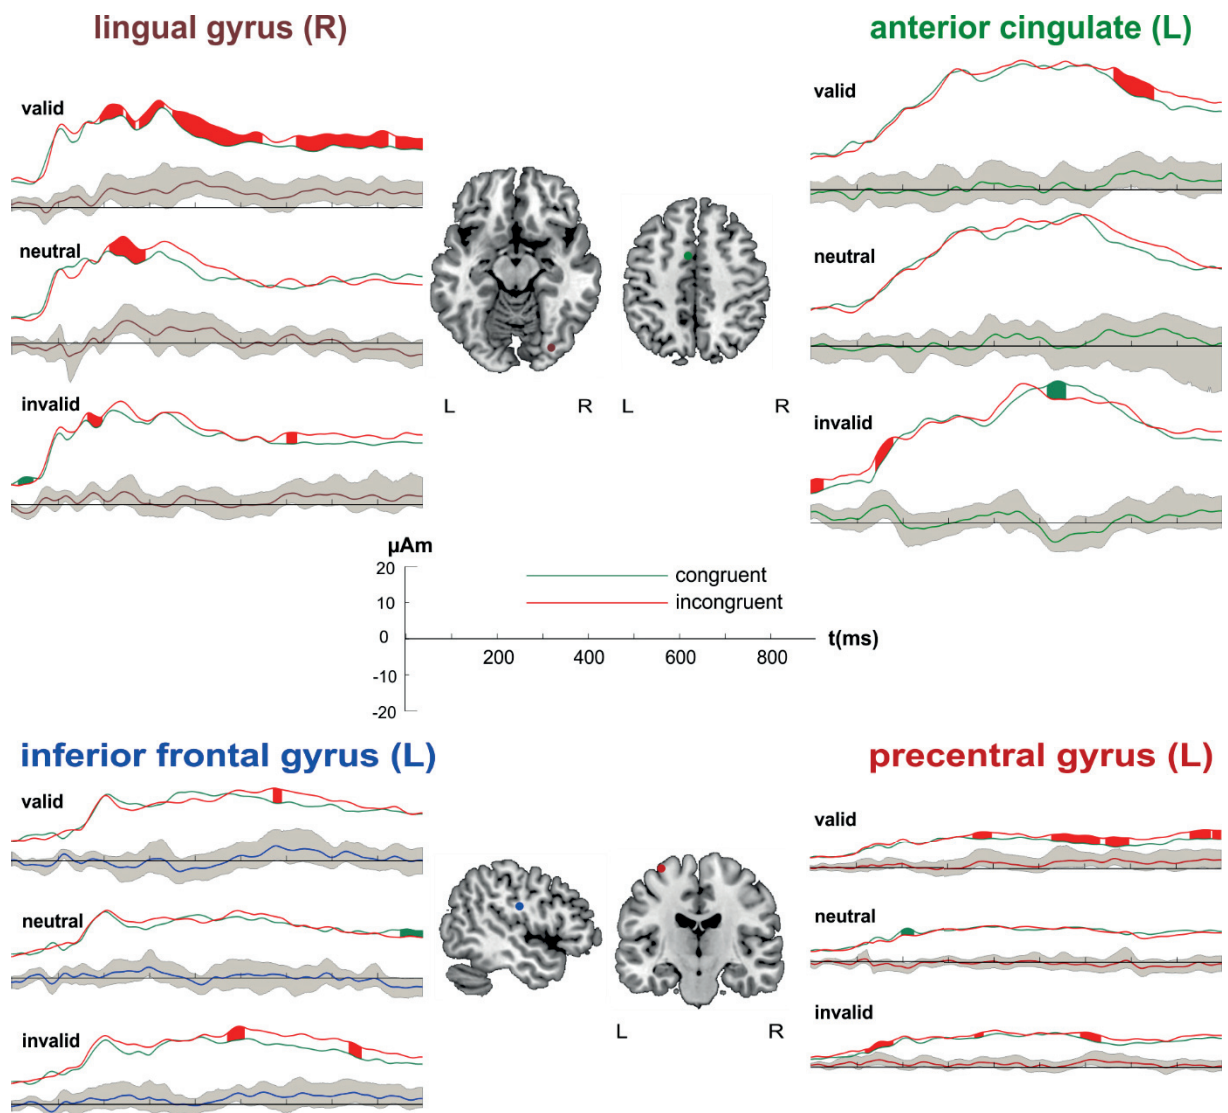 lingual gyrus (R)
anterior cingulate (L)
valid
neutral
invalid
valid
neutral
invalid
L R L R
µAm
20
10
0
-10
-20
200 400 600 800
t(ms)
congruent
incongruent
inferior frontal gyrus (L)
precentral gyrus (L)
valid
neutral
invalid
valid
neutral
invalid
L R